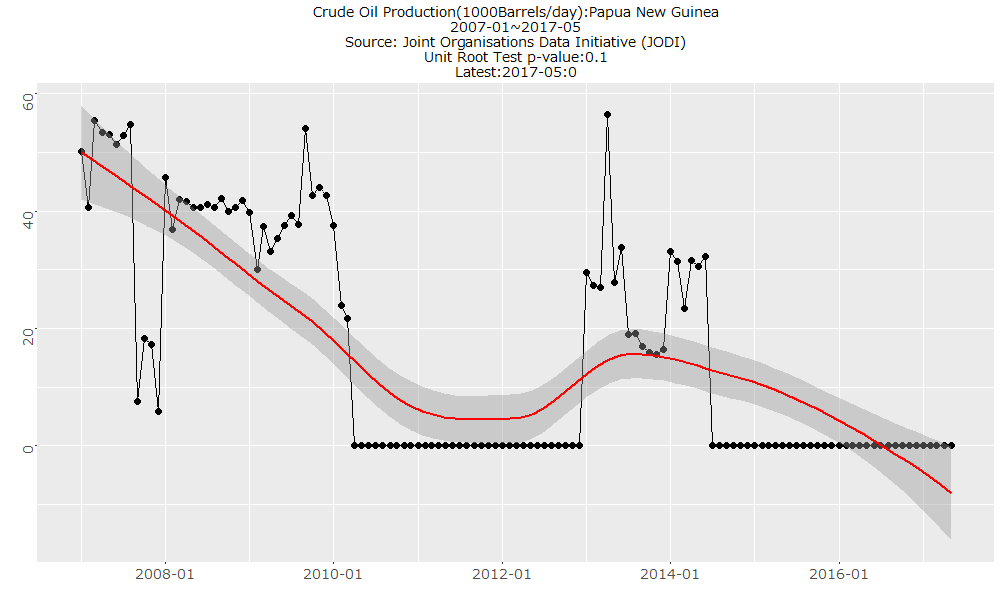 Crude Oil Production(1000Barrels/day):Papua New Guinea
2007-01~2017-05
Source: Joint Organisations Data Initiative (JODI)
Unit Root Test p-value:0.1
Latest:2017-05:0
60
40
20
0
2008-01 2010-01 2012-01 2014-01 2016-01